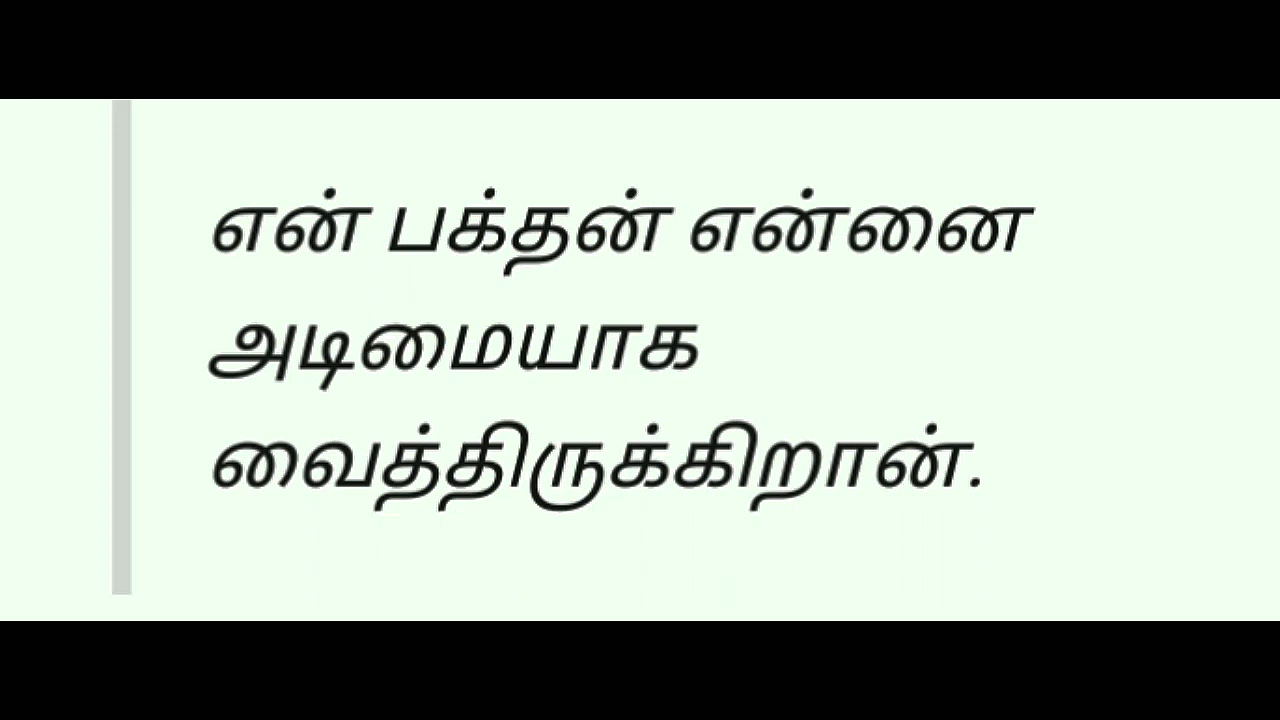 என் பக்தன் என்னை
அடிமையாக
வைத்திருக்கிறான்.